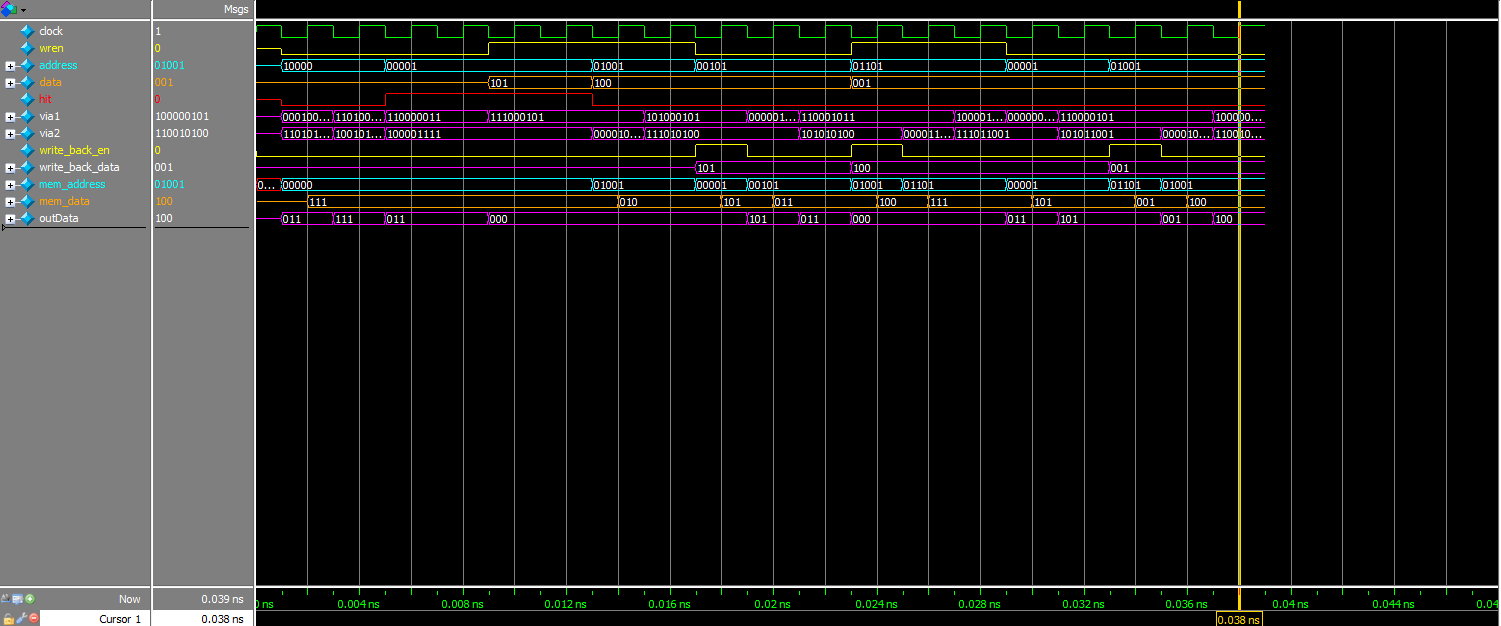 Msgs
clock 1
wren 0 
address 01001 10000 00001 01001 00101 01101 00001 01001
data 001 101 100 001
hit 0
via1 100000101 000100... 110100... 110000011 111000101 101000101 000001... 110001011 100001... 000000... 110000101 10000...
via2 110010100 110101... 100101... 100001111 000010... 111010100 101010100 000011... 111011001 101011001 000010... 110010...
write_back_en 0
write_back_data 001 101 100 001
mem_address 01001 0... 00000 01001 00001 00101 01001 01101 00001 01101 01001
mem_data 100 111 010 101 011 100 111 101 001 100
outData 100 011 111 011 000 101 011 000 011 101 001 100
Now 0.039 ns ns 0.004 ns 0.008 ns 0.012 ns 0.016 ns 0.02 ns 0.024 ns 0.028 ns 0.032 ns 0.036 ns 0.04 ns 0.044 ns 0.04
Cursor 1 0.038 ns 0.038 ns